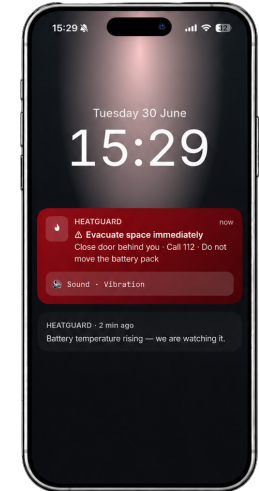 15:29
Tuesday 30 June
15:29
HEATGUARD now
⚠ Evacuate space immediately
Close door behind you · Call 112 · Do not
move the battery pack
Sound · Vibration
HEATGUARD · 2 min ago
Battery temperature rising — we are watching it.